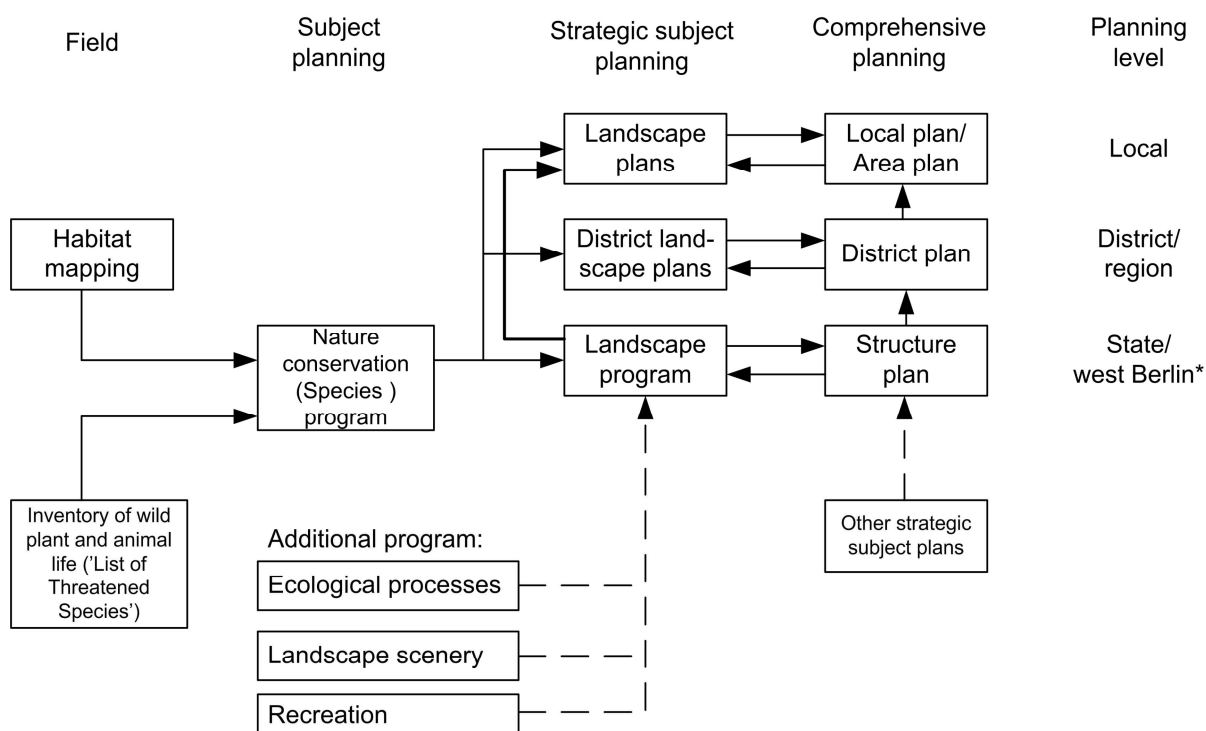 Field
Subject
planning
Strategic subject
planning
Comprehensive
planning
Planning
level
Landscape
plans
Local plan/
Area plan
Local
Habitat
mapping
District land-
scape plans
District plan
District/
region
Nature
conservation
(Species )
program
Landscape
program
Structure
plan
State/
west Berlin*
Inventory of wild
plant and animal
life ('List of
Threatened
Species')
Other strategic
subject plans
Additional program:
Ecological processes
Landscape scenery
Recreation